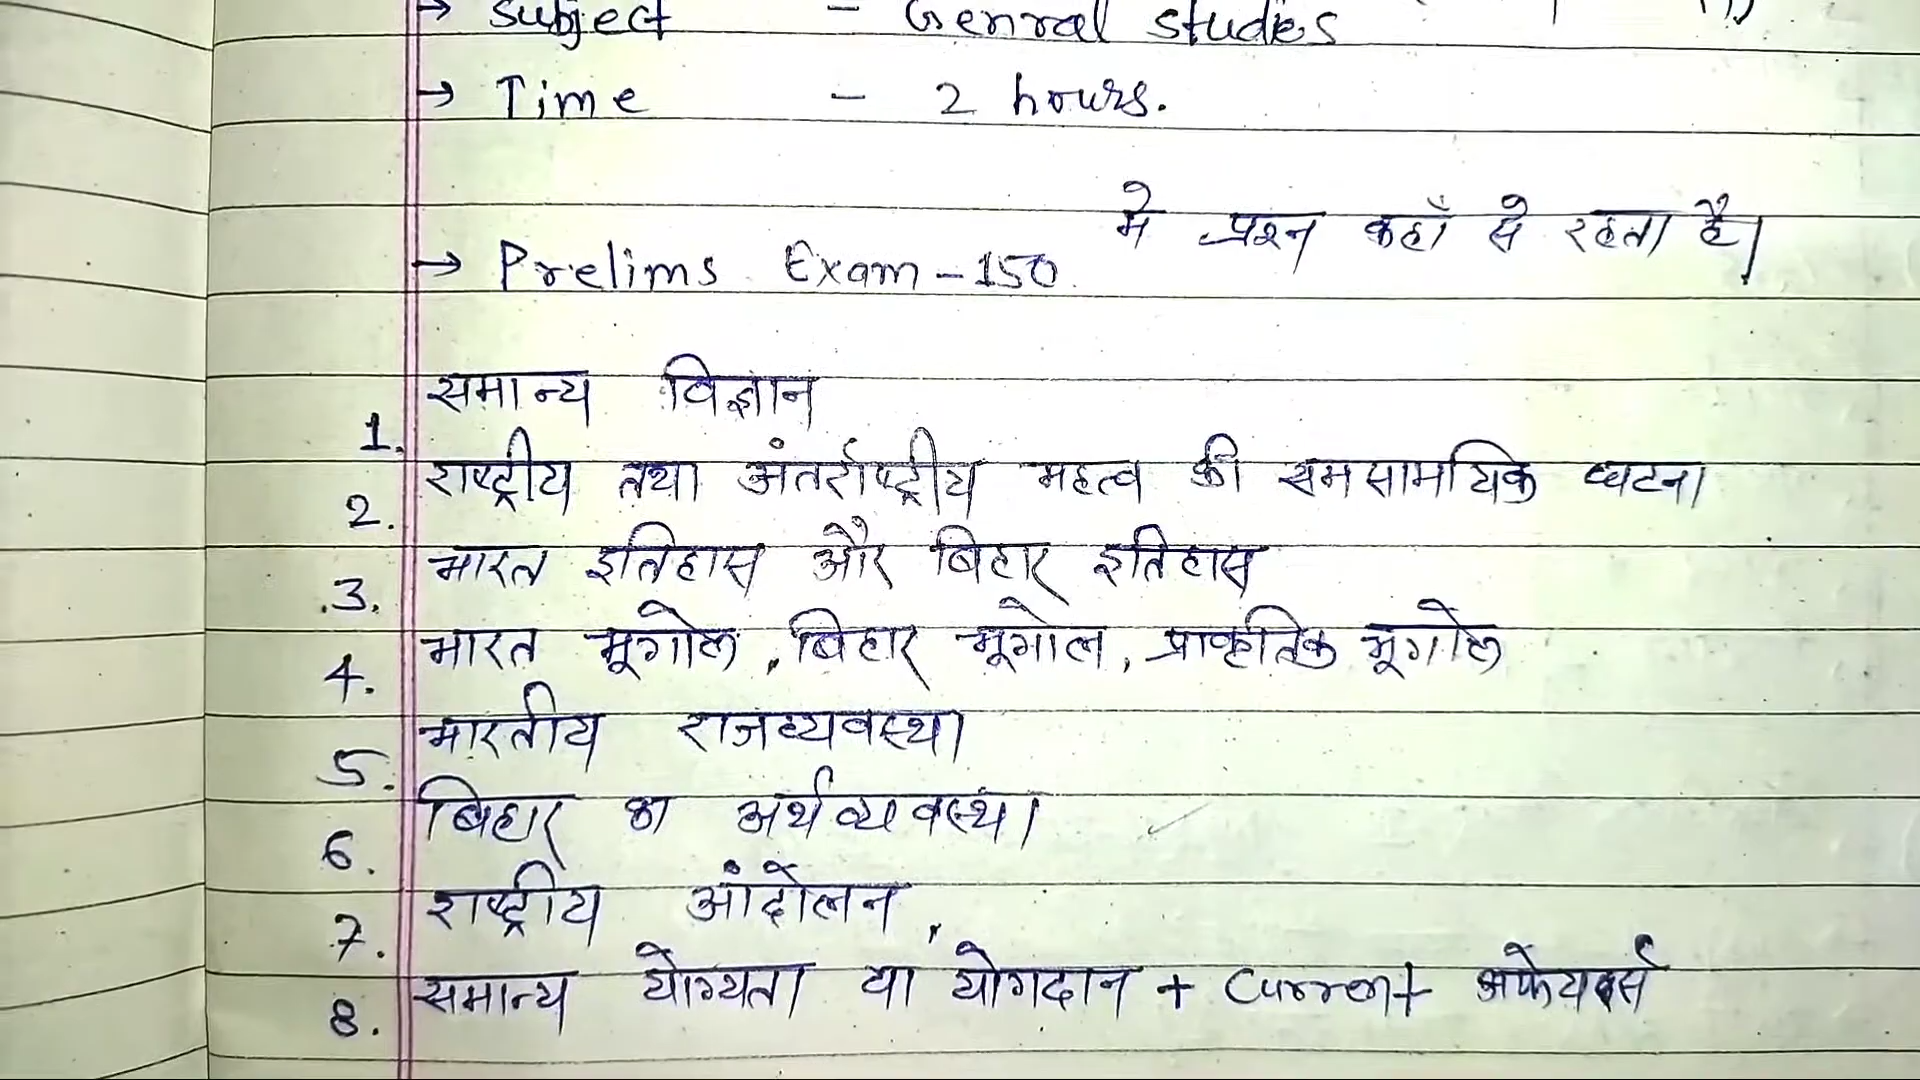 → Subject - Genral Studies
→ Time - 2 hours.
→ Prelims Exam - 150 में प्रश्न कहाँ से रहता है।
1. समान्य विज्ञान
2. राष्ट्रीय तथा अंतर्राष्ट्रीय महत्व की समसामयिक घटना
3. भारत इतिहास और बिहार इतिहास
4. भारत भूगोल, बिहार भूगोल, प्राकृतिक भूगोल
5. भारतीय राजव्यवस्था
6. बिहार का अर्थव्यवस्था
7. राष्ट्रीय आंदोलन,
8. समान्य योग्यता या योगदान + Current अफेयर्स